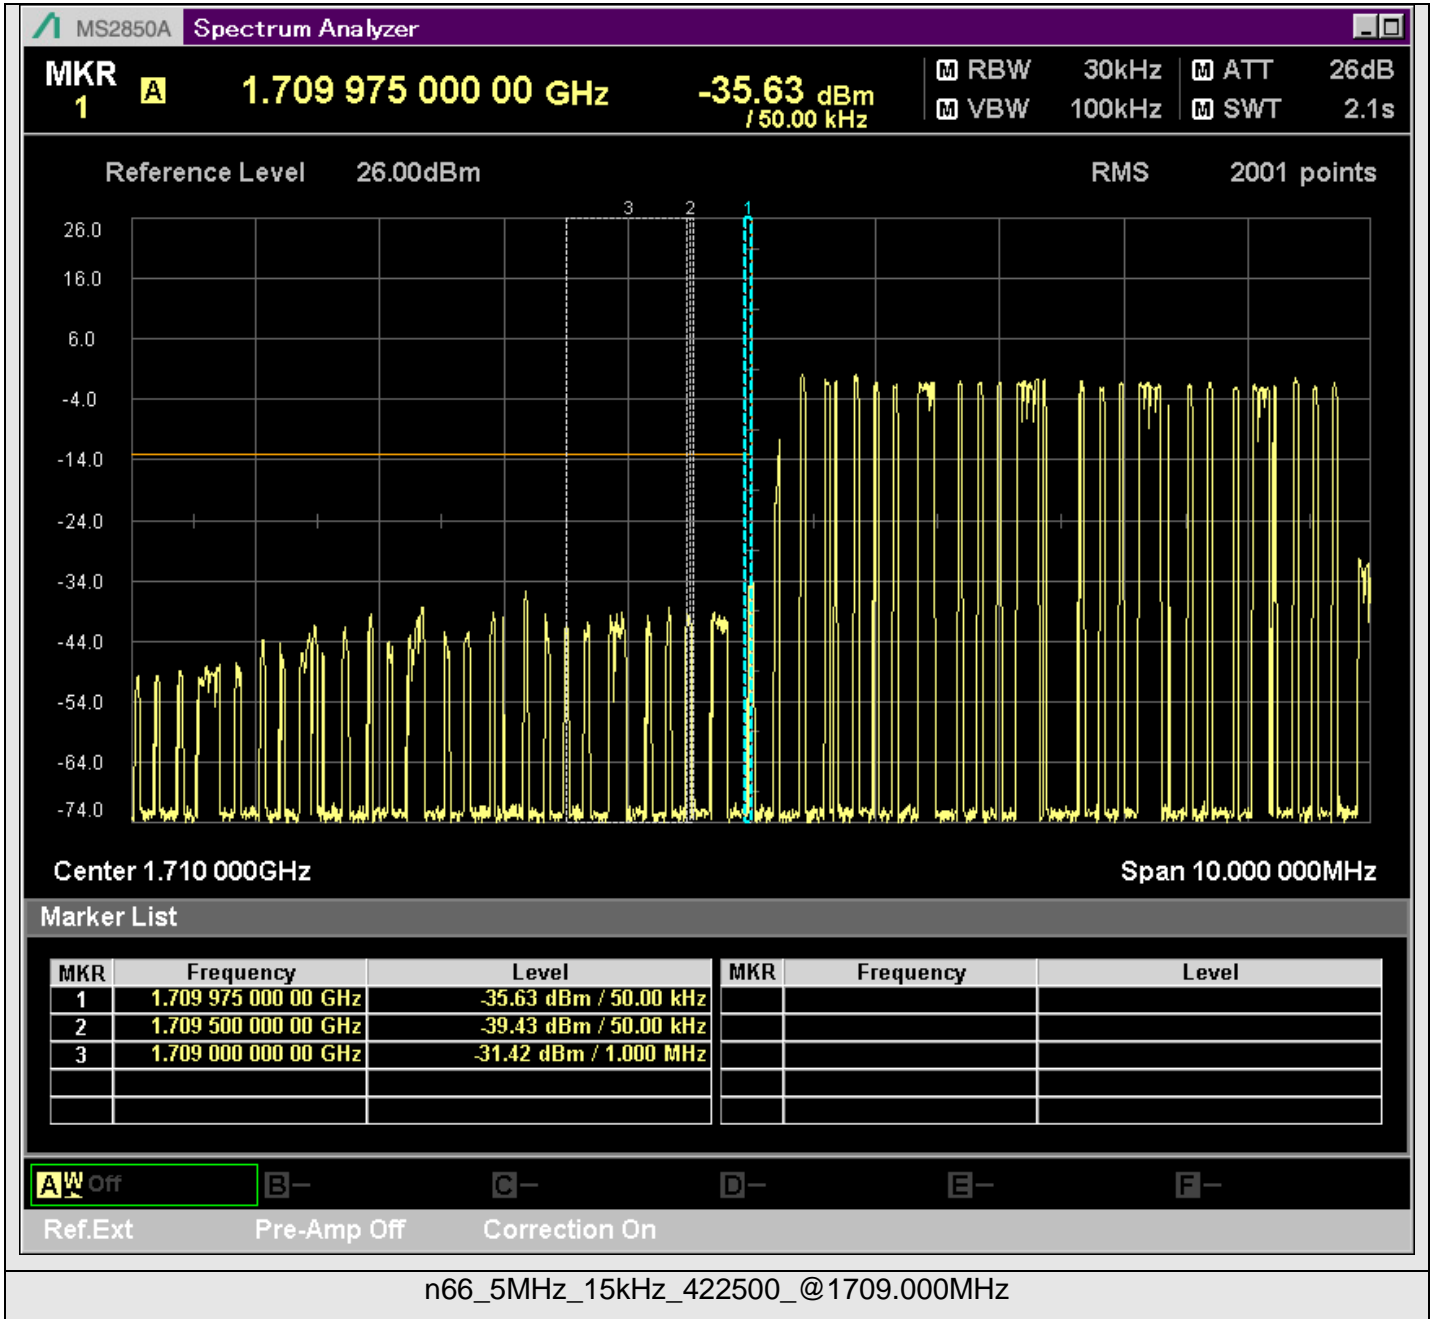 MS2850A Spectrum Analyzer
MKR 1 A 1.709 975 000 00 GHz -35.63 dBm / 50.00 kHz
M RBW 30kHz M ATT 26dB
M VBW 100kHz M SWT 2.1s
Reference Level 26.00dBm RMS 2001 points
3 2 1
26.0
16.0
6.0
-4.0
-14.0
-24.0
-34.0
-44.0
-54.0
-64.0
-74.0
Center 1.710 000GHz Span 10.000 000MHz
Marker List
MKR Frequency Level MKR Frequency Level
1 1.709 975 000 00 GHz -35.63 dBm / 50.00 kHz
2 1.709 500 000 00 GHz -39.43 dBm / 50.00 kHz
3 1.709 000 000 00 GHz -31.42 dBm / 1.000 MHz
A W Off B – C – D – E – F –
Ref.Ext Pre-Amp Off Correction On
n66_5MHz_15kHz_422500_@1709.000MHz